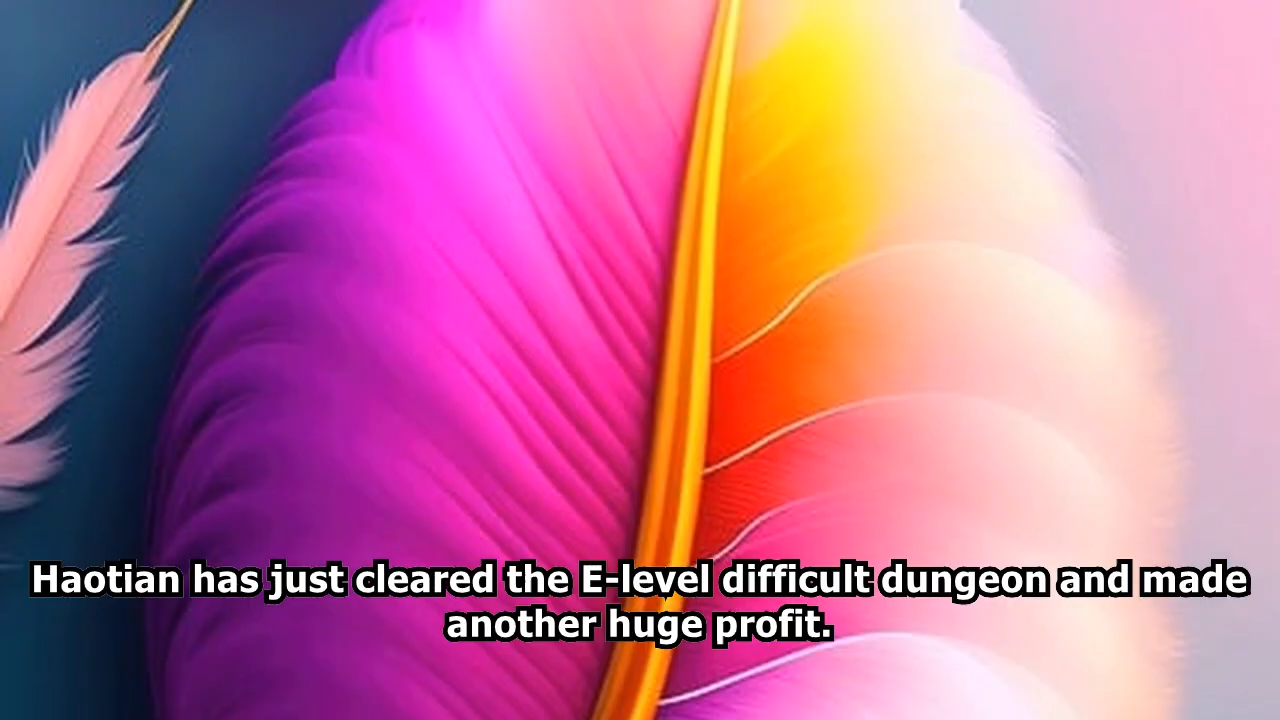 Haotian has just cleared the E-level difficult dungeon and made
another huge profit.